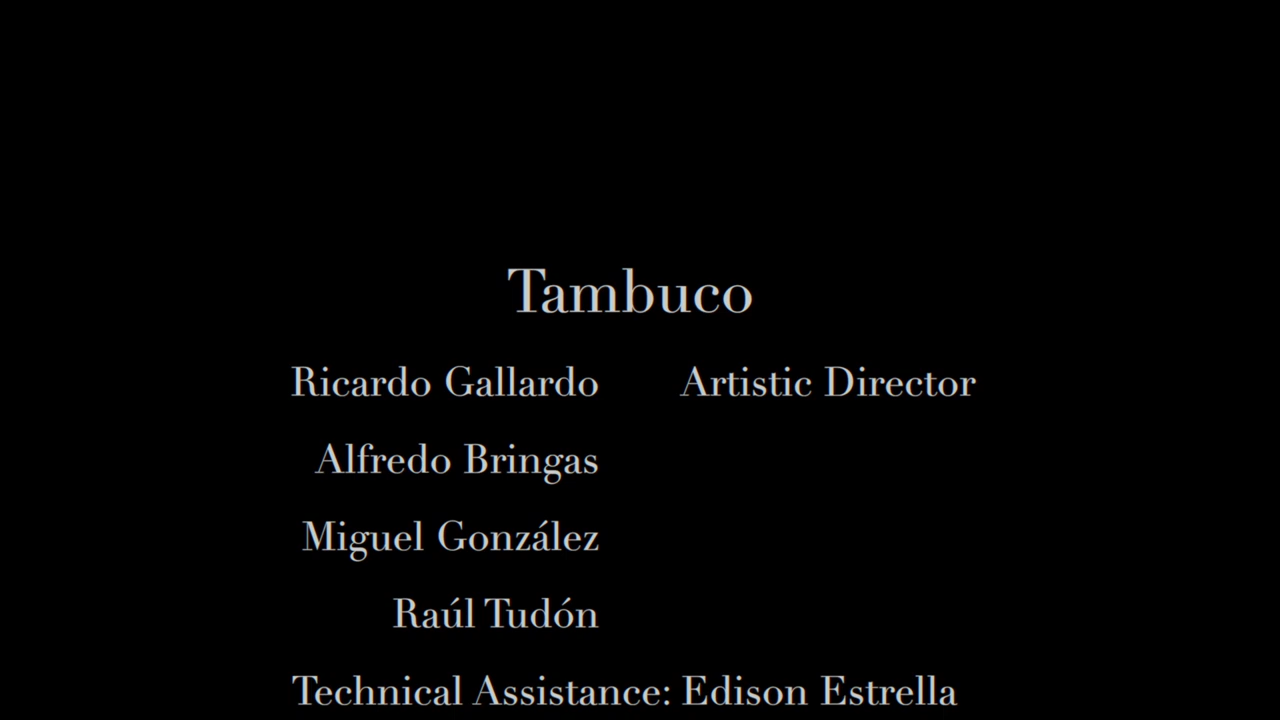 Tambuco
Ricardo Gallardo Artistic Director
Alfredo Bringas
Miguel González
Raúl Tudón
Technical Assistance: Edison Estrella